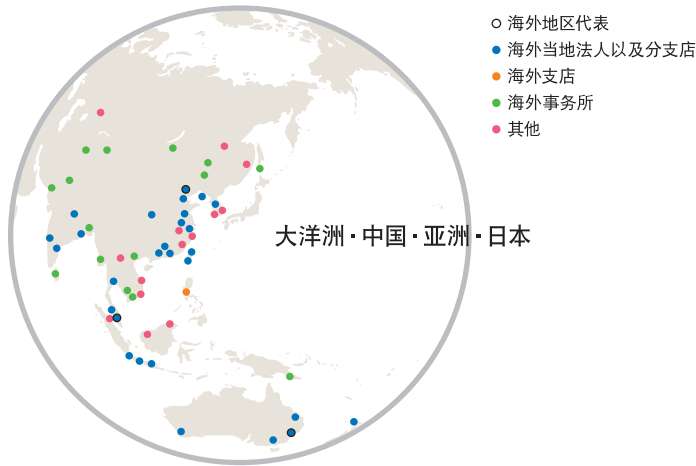 海外地区代表
海外当地法人以及分支店
海外支店
海外事务所
其他
大洋洲·中国·亚洲·日本